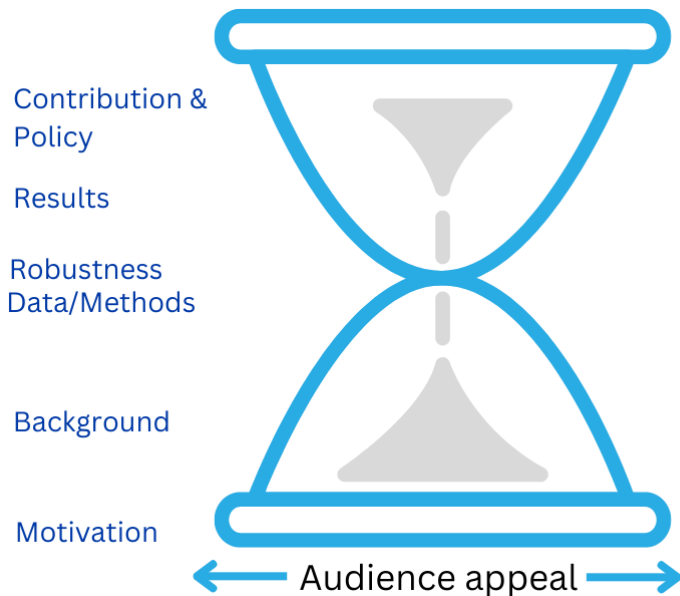 Contribution &
Policy
Results
Robustness
Data/Methods
Background
Motivation
Audience appeal